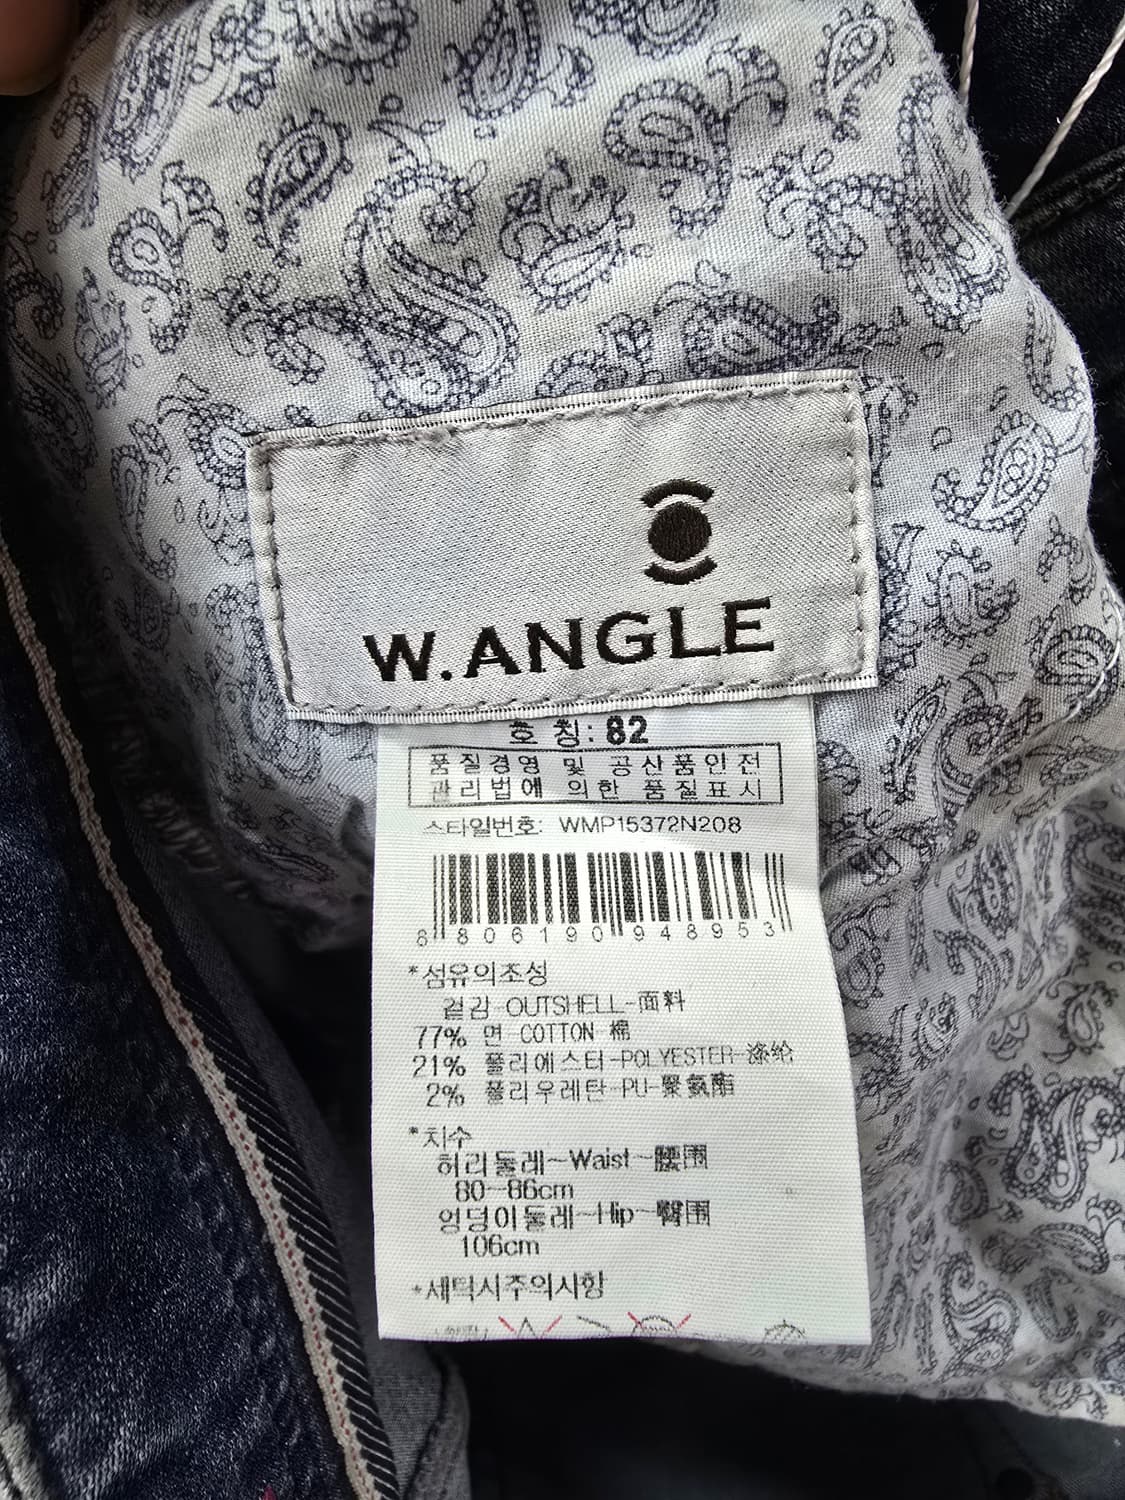 W.ANGLE
호 칭: 82
품질경영 및 공산품안전
관리법에 의한 품질표시
스타일번호: WMP15372N208
8 806190 948953
*섬유의조성
겉감-OUTSHELL-面料
77% 면-COTTON-棉
21% 폴리에스터-POLYESTER-涤纶
2% 폴리우레탄-PU-聚氨酯
*치수
허리둘레-Waist-腰围
80-86cm
엉덩이둘레-Hip-臀围
106cm
*세탁시주의사항